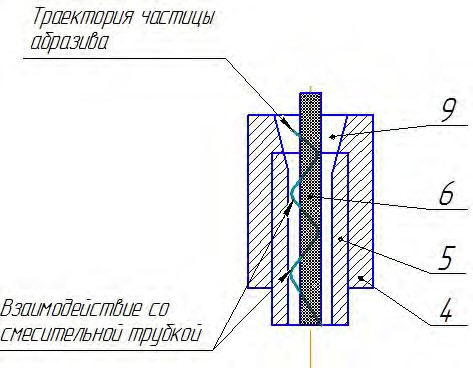 Траектория частицы
абразива
9
6
5
4
Взаимодействие со
смесительной трубкой